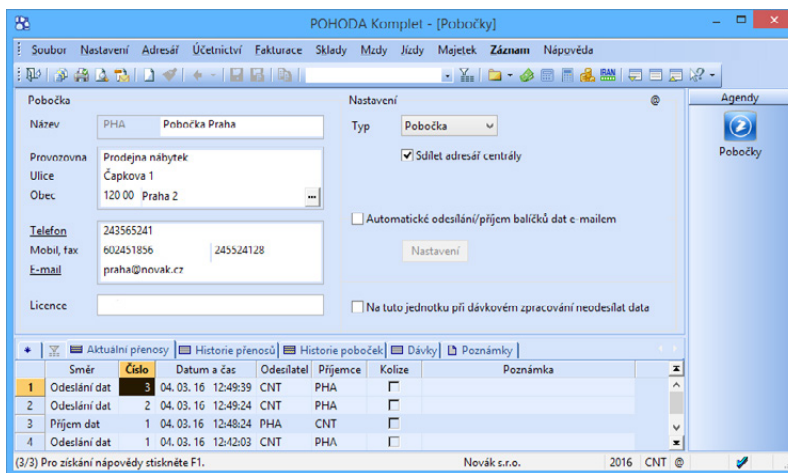 POHODA Komplet - [Pobočky]
Soubor Nastavení Adresář Účetnictví Fakturace Sklady Mzdy Jízdy Majetek Záznam Nápověda
IBAN
Pobočka
Název PHA Pobočka Praha
Provozovna Prodejna nábytek
Ulice Čapkova 1
Obec 120 00 Praha 2 ...
Telefon 243565241
Mobil, fax 602451856 245524128
E-mail praha@novak.cz
Licence
Nastavení @
Typ Pobočka
Sdílet adresář centrály
Automatické odesílání/příjem balíčků dat e-mailem
Nastavení
Na tuto jednotku při dávkovém zpracování neodesílat data
Agendy
Pobočky
Aktuální přenosy Historie přenosů Historie poboček Dávky Poznámky
Směr Číslo Datum a čas Odesílatel Příjemce Kolize Poznámka
1 Odeslání dat 3 04. 03. 16 12:49:39 CNT PHA
2 Odeslání dat 2 04. 03. 16 12:49:24 CNT PHA
3 Příjem dat 1 04. 03. 16 12:48:24 PHA CNT
4 Odeslání dat 1 04. 03. 16 12:42:03 CNT PHA
(3/3) Pro získání nápovědy stiskněte F1. Novák s.r.o. 2016 CNT @